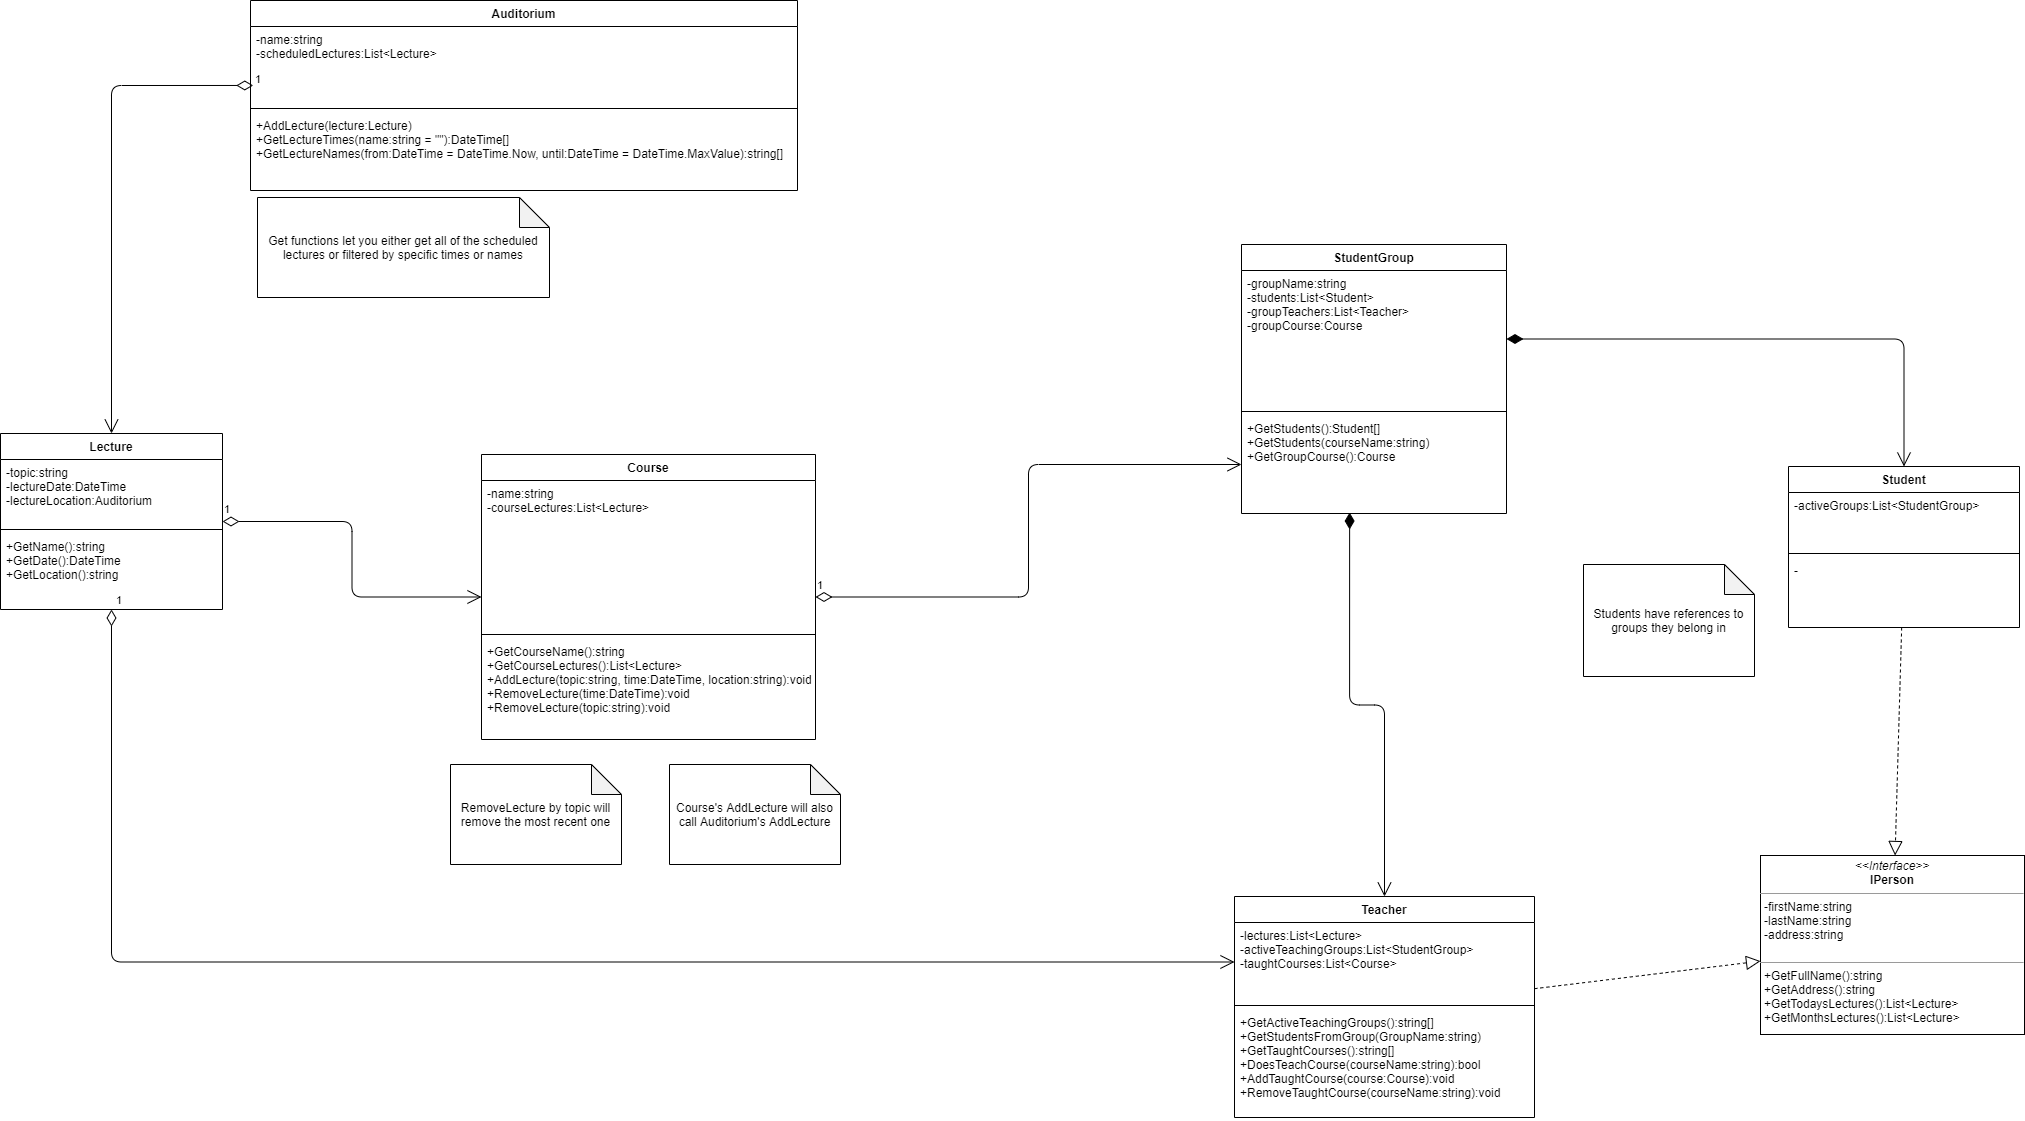 Auditorium
-name:string
-scheduledLectures:List<Lecture>
1
+AddLecture(lecture:Lecture)
+GetLectureTimes(name:string = ""):DateTime[]
+GetLectureNames(from:DateTime = DateTime.Now, until:DateTime = DateTime.MaxValue):string[]
Get functions let you either get all of the scheduled
lectures or filtered by specific times or names
StudentGroup
-groupName:string
-students:List<Student>
-groupTeachers:List<Teacher>
-groupCourse:Course
+GetStudents():Student[]
+GetStudents(courseName:string)
+GetGroupCourse():Course
Lecture
-topic:string
-lectureDate:DateTime
-lectureLocation:Auditorium
1
+GetName():string
+GetDate():DateTime
+GetLocation():string
1
Course
-name:string
-courseLectures:List<Lecture>
1
+GetCourseName():string
+GetCourseLectures():List<Lecture>
+AddLecture(topic:string, time:DateTime, location:string):void
+RemoveLecture(time:DateTime):void
+RemoveLecture(topic:string):void
Student
-activeGroups:List<StudentGroup>
-
Students have references to
groups they belong in
RemoveLecture by topic will
remove the most recent one
Course's AddLecture will also
call Auditorium's AddLecture
Teacher
-lectures:List<Lecture>
-activeTeachingGroups:List<StudentGroup>
-taughtCourses:List<Course>
+GetActiveTeachingGroups():string[]
+GetStudentsFromGroup(GroupName:string)
+GetTaughtCourses():string[]
+DoesTeachCourse(courseName:string):bool
+AddTaughtCourse(course:Course):void
+RemoveTaughtCourse(courseName:string):void
<<Interface>>
IPerson
-firstName:string
-lastName:string
-address:string
+GetFullName():string
+GetAddress():string
+GetTodaysLectures():List<Lecture>
+GetMonthsLectures():List<Lecture>